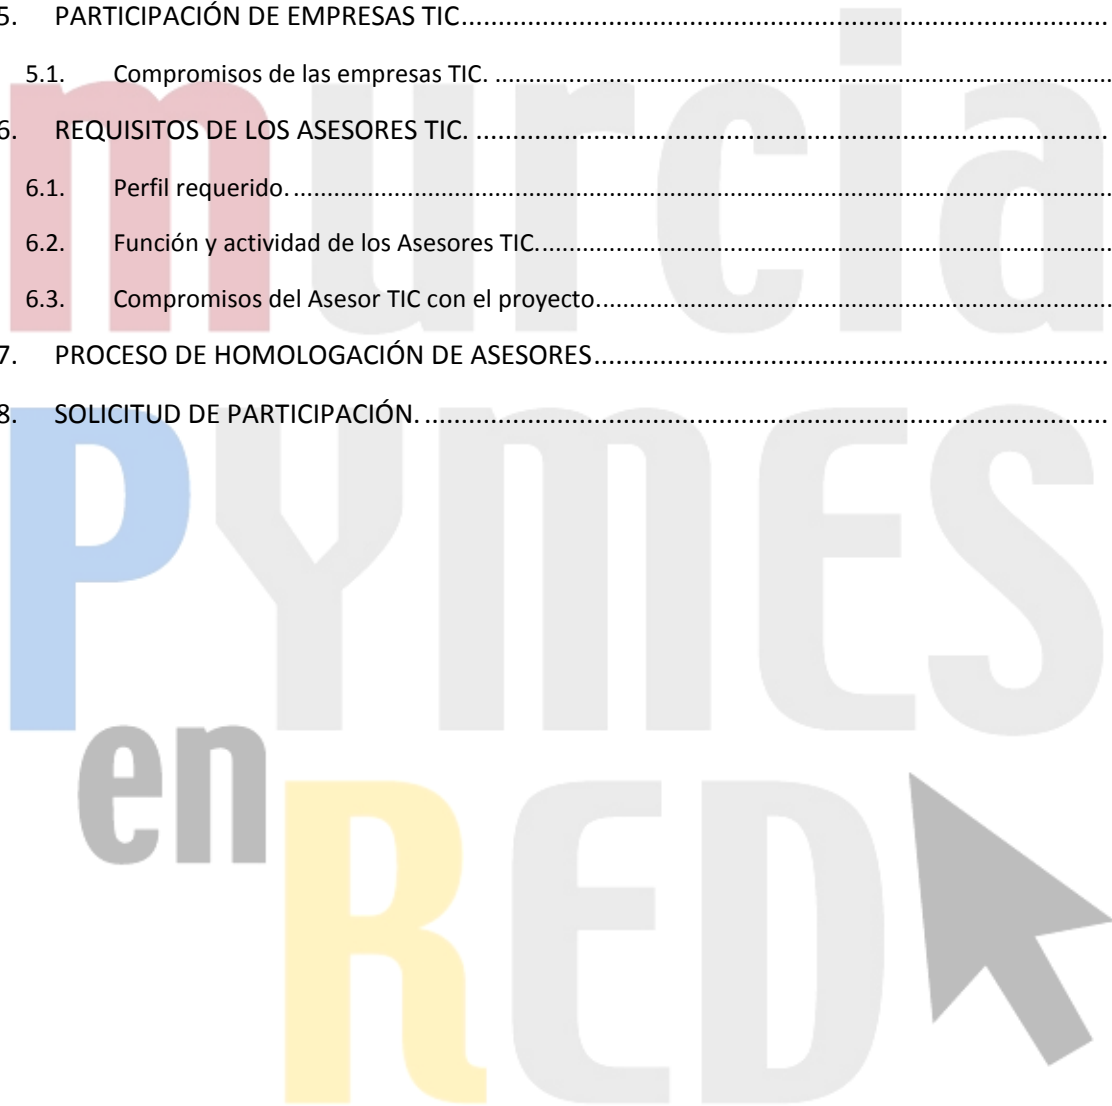 5. PARTICIPACIÓN DE EMPRESAS TIC....................................................................................................
5.1. Compromisos de las empresas TIC. ....................................................................................................
6. REQUISITOS DE LOS ASESORES TIC. ....................................................................................................
6.1. Perfil requerido. ....................................................................................................
6.2. Función y actividad de los Asesores TIC.....................................................................................................
6.3. Compromisos del Asesor TIC con el proyecto....................................................................................................
7. PROCESO DE HOMOLOGACIÓN DE ASESORES....................................................................................................
8. SOLICITUD DE PARTICIPACIÓN. ....................................................................................................
murcia
PYMES
en
RED